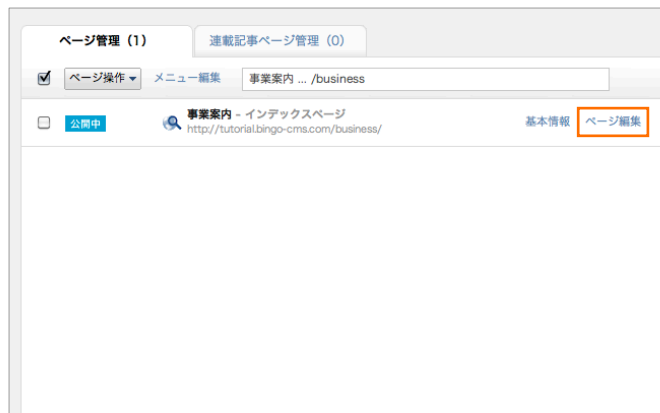 ページ管理（1） 連載記事ページ管理（0）
ページ操作 メニュー編集 事業案内 ... /business
公開中 事業案内 - インデックスページ 基本情報 ページ編集
http://tutorial.bingo-cms.com/business/